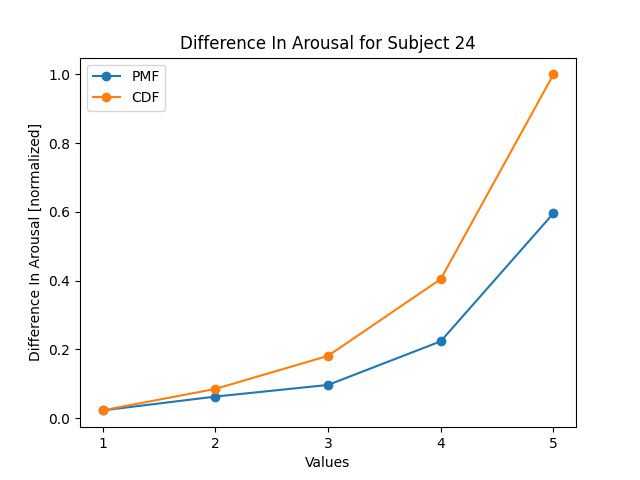 Difference In Arousal for Subject 24
PMF
CDF
1.0
0.8
0.6
0.4
0.2
0.0
Difference In Arousal [normalized]
1 2 3 4 5
Values